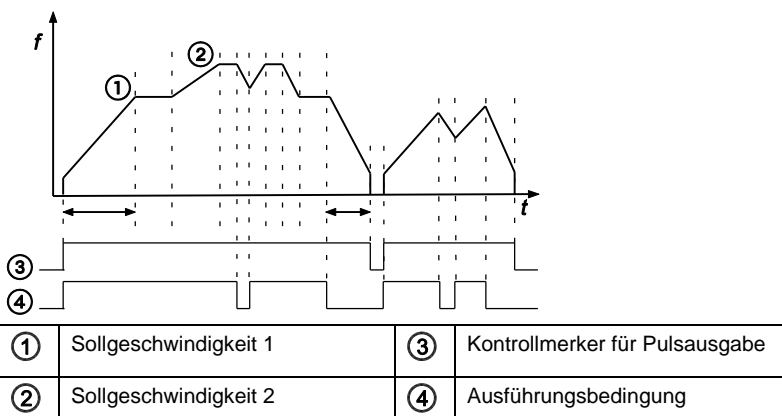 f
②
①
t
③
④
① Sollgeschwindigkeit 1 ③ Kontrollmerker für Pulsausgabe
② Sollgeschwindigkeit 2 ④ Ausführungsbedingung